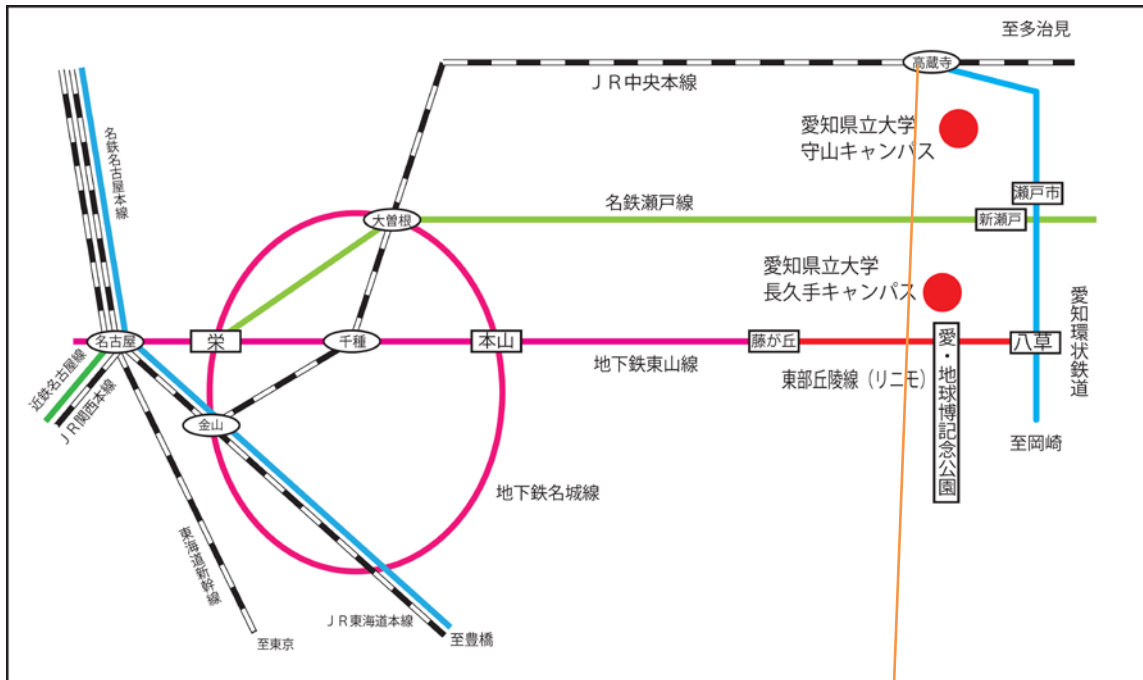 至多治見
高蔵寺
ＪＲ中央本線
愛知県立大学
守山キャンパス
名鉄名古屋本線
瀬戸市
名鉄瀬戸線
大曽根
新瀬戸
愛知県立大学
長久手キャンパス
愛知環状鉄道
名古屋
栄
千種
本山
藤が丘
八草
地下鉄東山線
東部丘陵線（リニモ）
愛・地球博記念公園
近鉄名古屋線
ＪＲ関西本線
金山
至岡崎
地下鉄名城線
東海道新幹線
ＪＲ東海道本線
至東京
至豊橋